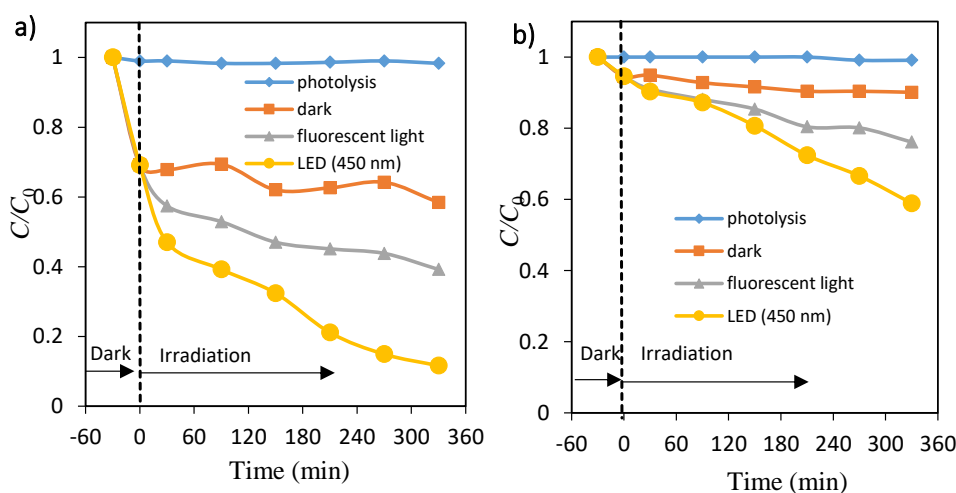 a)
1
0.8
0.6
0.4
0.2
0
C/C0
photolysis
dark
fluorescent light
LED (450 nm)
Dark
Irradiation
-60 0 60 120 180 240 300 360
Time (min)
b)
1
0.8
0.6
0.4
0.2
0
C/C0
photolysis
dark
fluorescent light
LED (450 nm)
Dark
Irradiation
-60 0 60 120 180 240 300 360
Time (min)